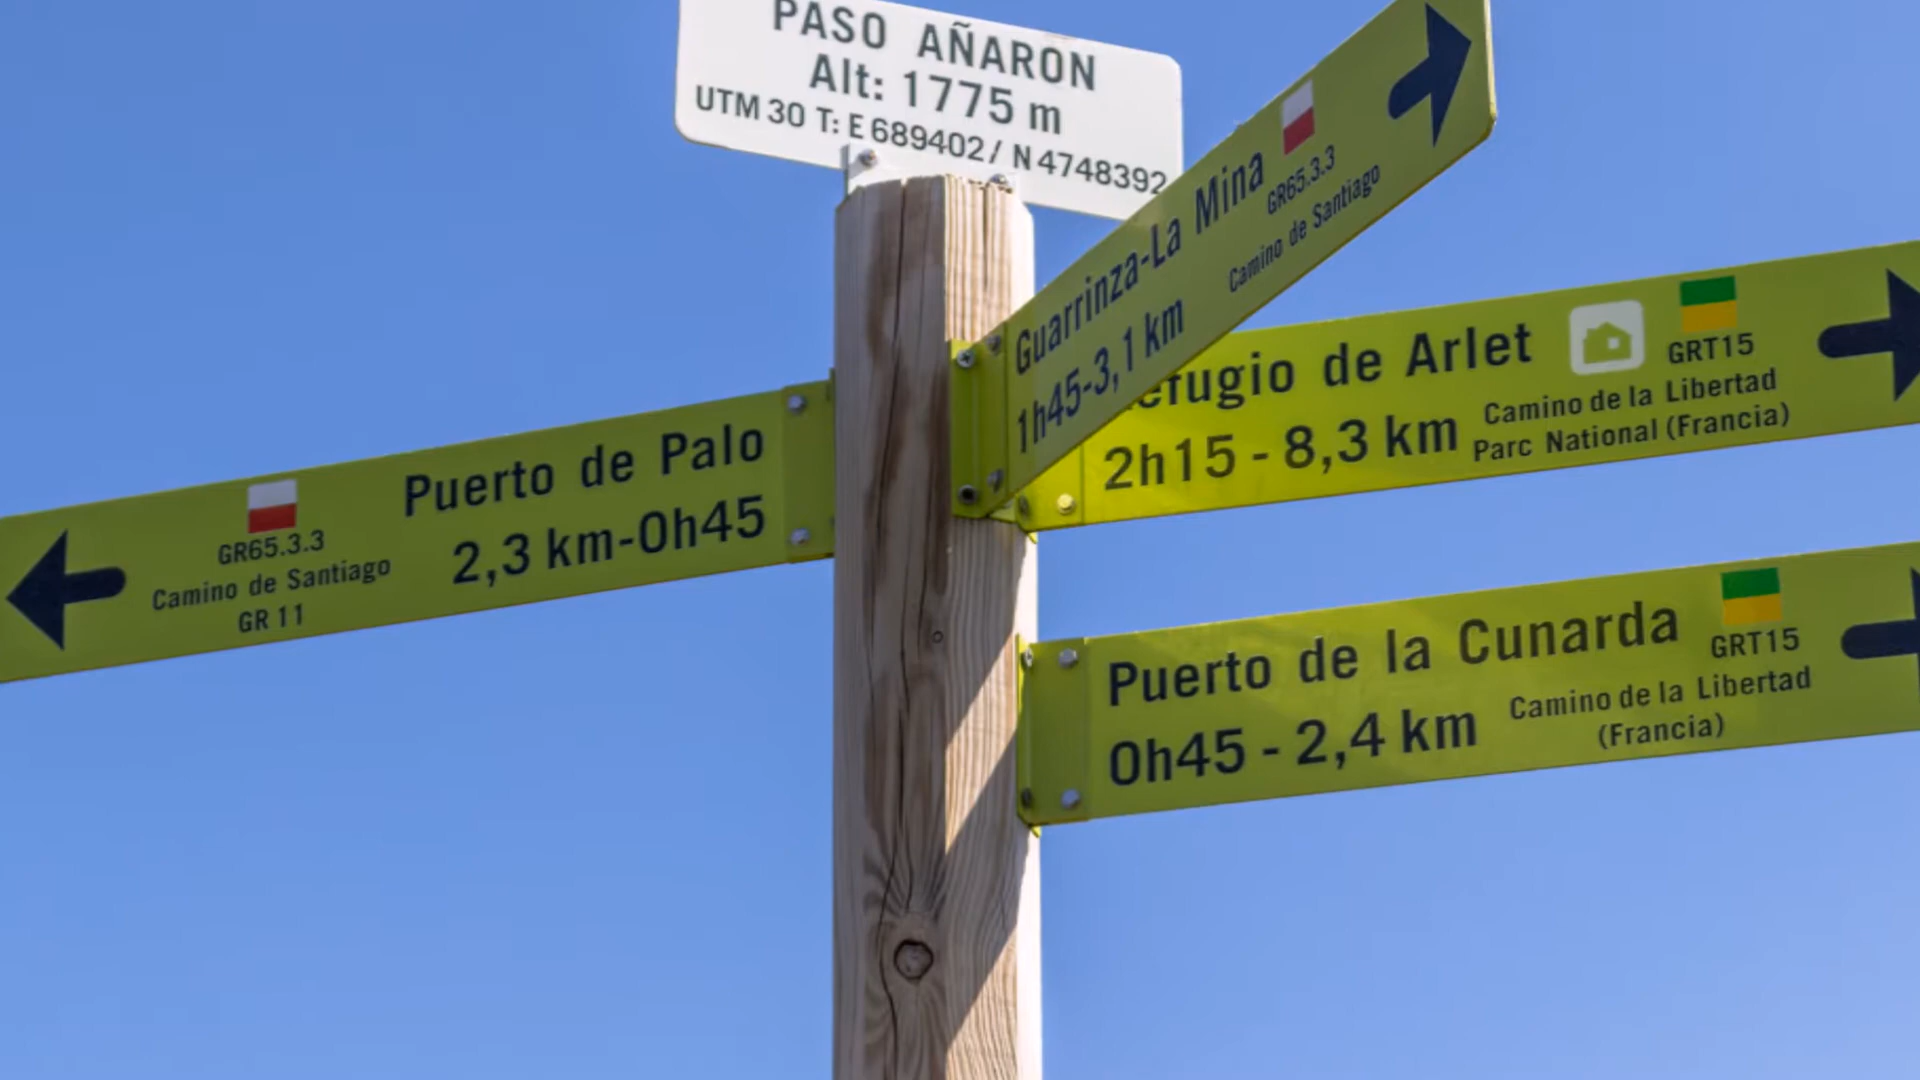 PASO AÑARON
Alt: 1775 m
UTM 30 T: E 689402 / N 4748392
Guarrinza-La Mina
1h45-3,1 km
GR65.3.3
Camino de Santiago
efugio de Arlet
2h15 - 8,3 km
GRT15
Camino de la Libertad
Parc National (Francia)
Puerto de Palo
2,3 km-0h45
GR65.3.3
Camino de Santiago
GR 11
Puerto de la Cunarda
0h45 - 2,4 km
GRT15
Camino de la Libertad
(Francia)